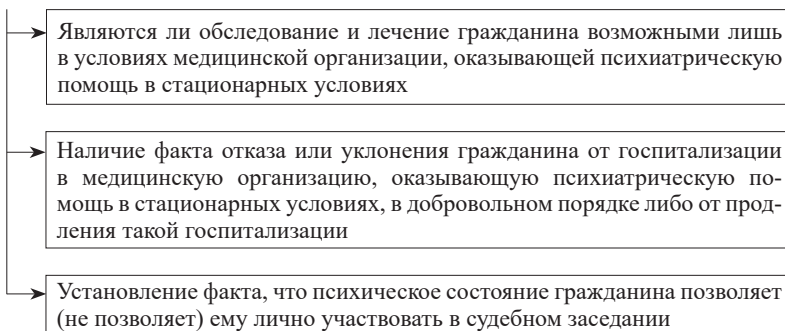 Являются ли обследование и лечение гражданина возможными лишь
в условиях медицинской организации, оказывающей психиатрическую
помощь в стационарных условиях
Наличие факта отказа или уклонения гражданина от госпитализации
в медицинскую организацию, оказывающую психиатрическую по-
мощь в стационарных условиях, в добровольном порядке либо от прод-
ления такой госпитализации
Установление факта, что психическое состояние гражданина позволяет
(не позволяет) ему лично участвовать в судебном заседании